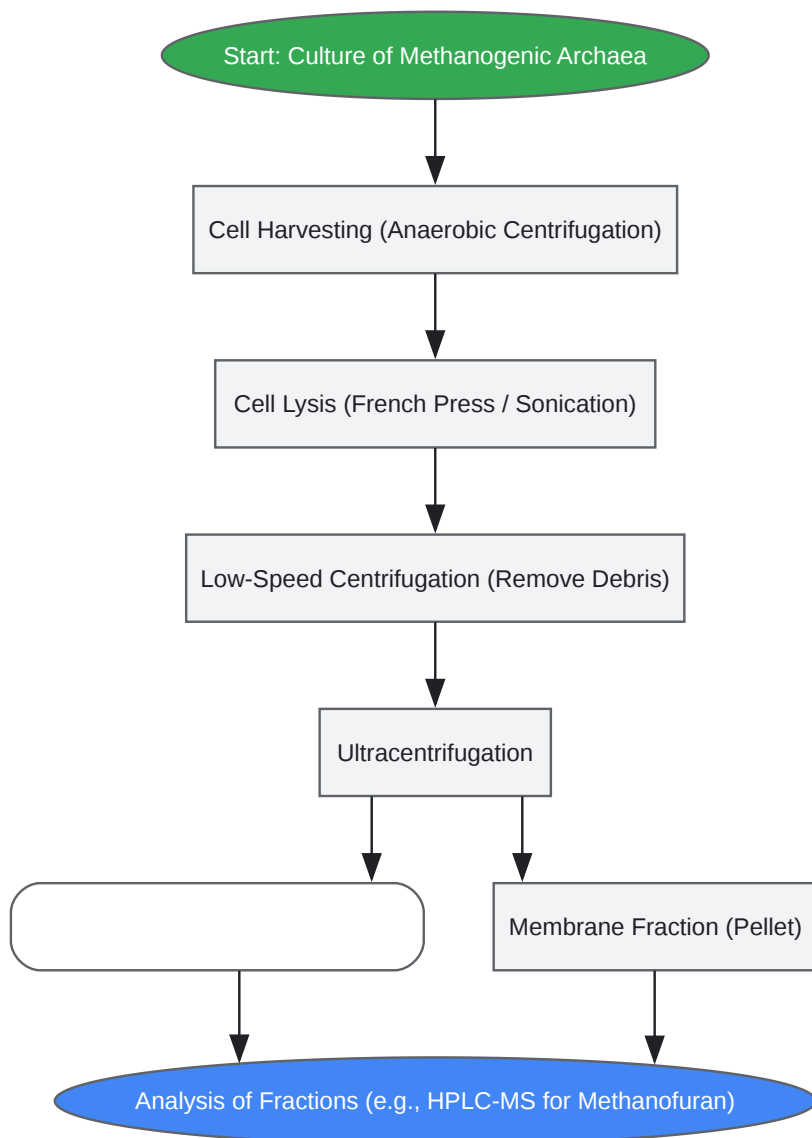 Start: Culture of Methanogenic Archaea
Cell Harvesting (Anaerobic Centrifugation)
Cell Lysis (French Press / Sonication)
Low-Speed Centrifugation (Remove Debris)
Ultracentrifugation
Membrane Fraction (Pellet)
Analysis of Fractions (e.g., HPLC-MS for Methanofuran)